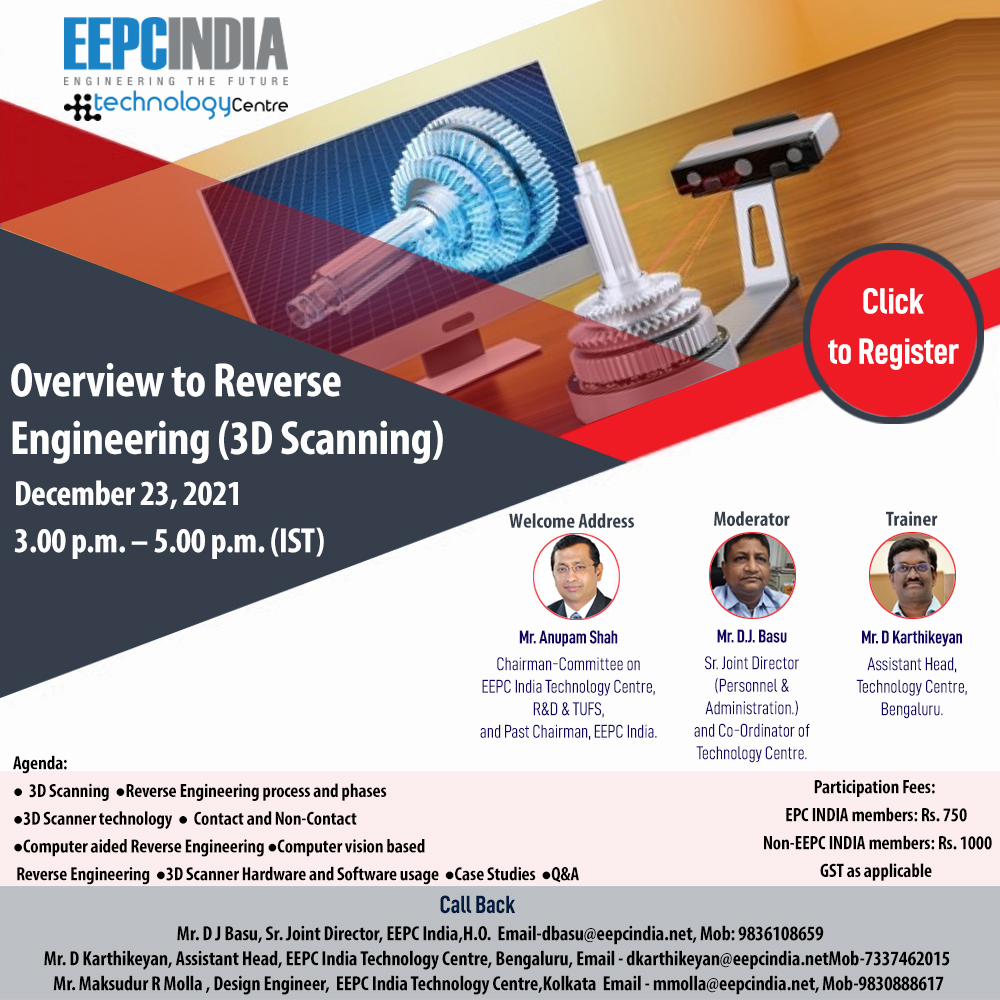 EEPCINDIA
ENGINEERING THE FUTURE
technologyCentre
Click
to Register
Overview to Reverse
Engineering (3D Scanning)
December 23, 2021
3.00 p.m. – 5.00 p.m. (IST)
Welcome Address
Mr. Anupam Shah
Chairman-Committee on
EEPC India Technology Centre,
R&D & TUFS,
and Past Chairman, EEPC India.
Moderator
Mr. D.J. Basu
Sr. Joint Director
(Personnel &
Administration.)
and Co-Ordinator of
Technology Centre.
Trainer
Mr. D Karthikeyan
Assistant Head,
Technology Centre,
Bengaluru.
Agenda:
● 3D Scanning ●Reverse Engineering process and phases
●3D Scanner technology ● Contact and Non-Contact
●Computer aided Reverse Engineering ●Computer vision based
Reverse Engineering ●3D Scanner Hardware and Software usage ●Case Studies ●Q&A
Participation Fees:
EPC INDIA members: Rs. 750
Non-EEPC INDIA members: Rs. 1000
GST as applicable
Call Back
Mr. D J Basu, Sr. Joint Director, EEPC India,H.O. Email-dbasu@eepcindia.net, Mob: 9836108659
Mr. D Karthikeyan, Assistant Head, EEPC India Technology Centre, Bengaluru, Email - dkarthikeyan@eepcindia.netMob-7337462015
Mr. Maksudur R Molla , Design Engineer, EEPC India Technology Centre,Kolkata Email - mmolla@eepcindia.net, Mob-9830888617